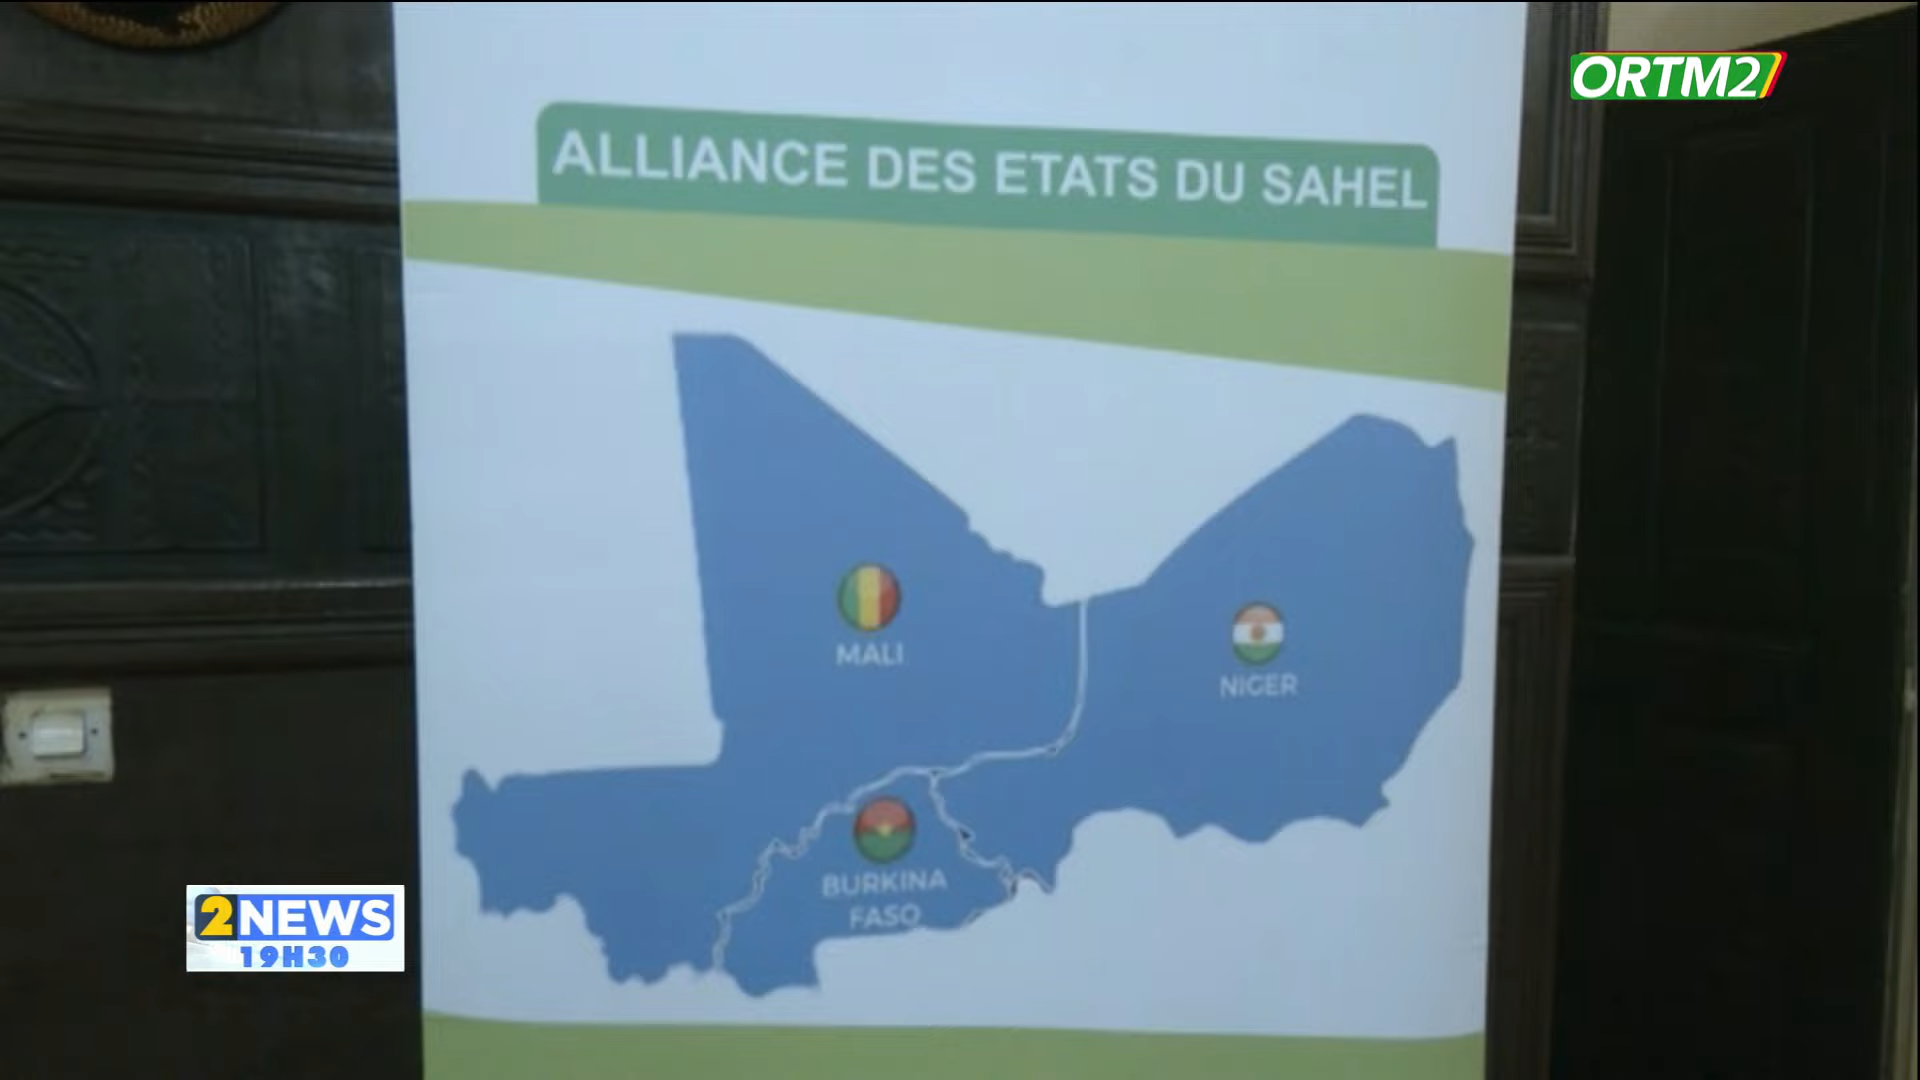 ORTM2
ALLIANCE DES ETATS DU SAHEL
MALI
NIGER
BURKINA
FASO
2NEWS
19H30